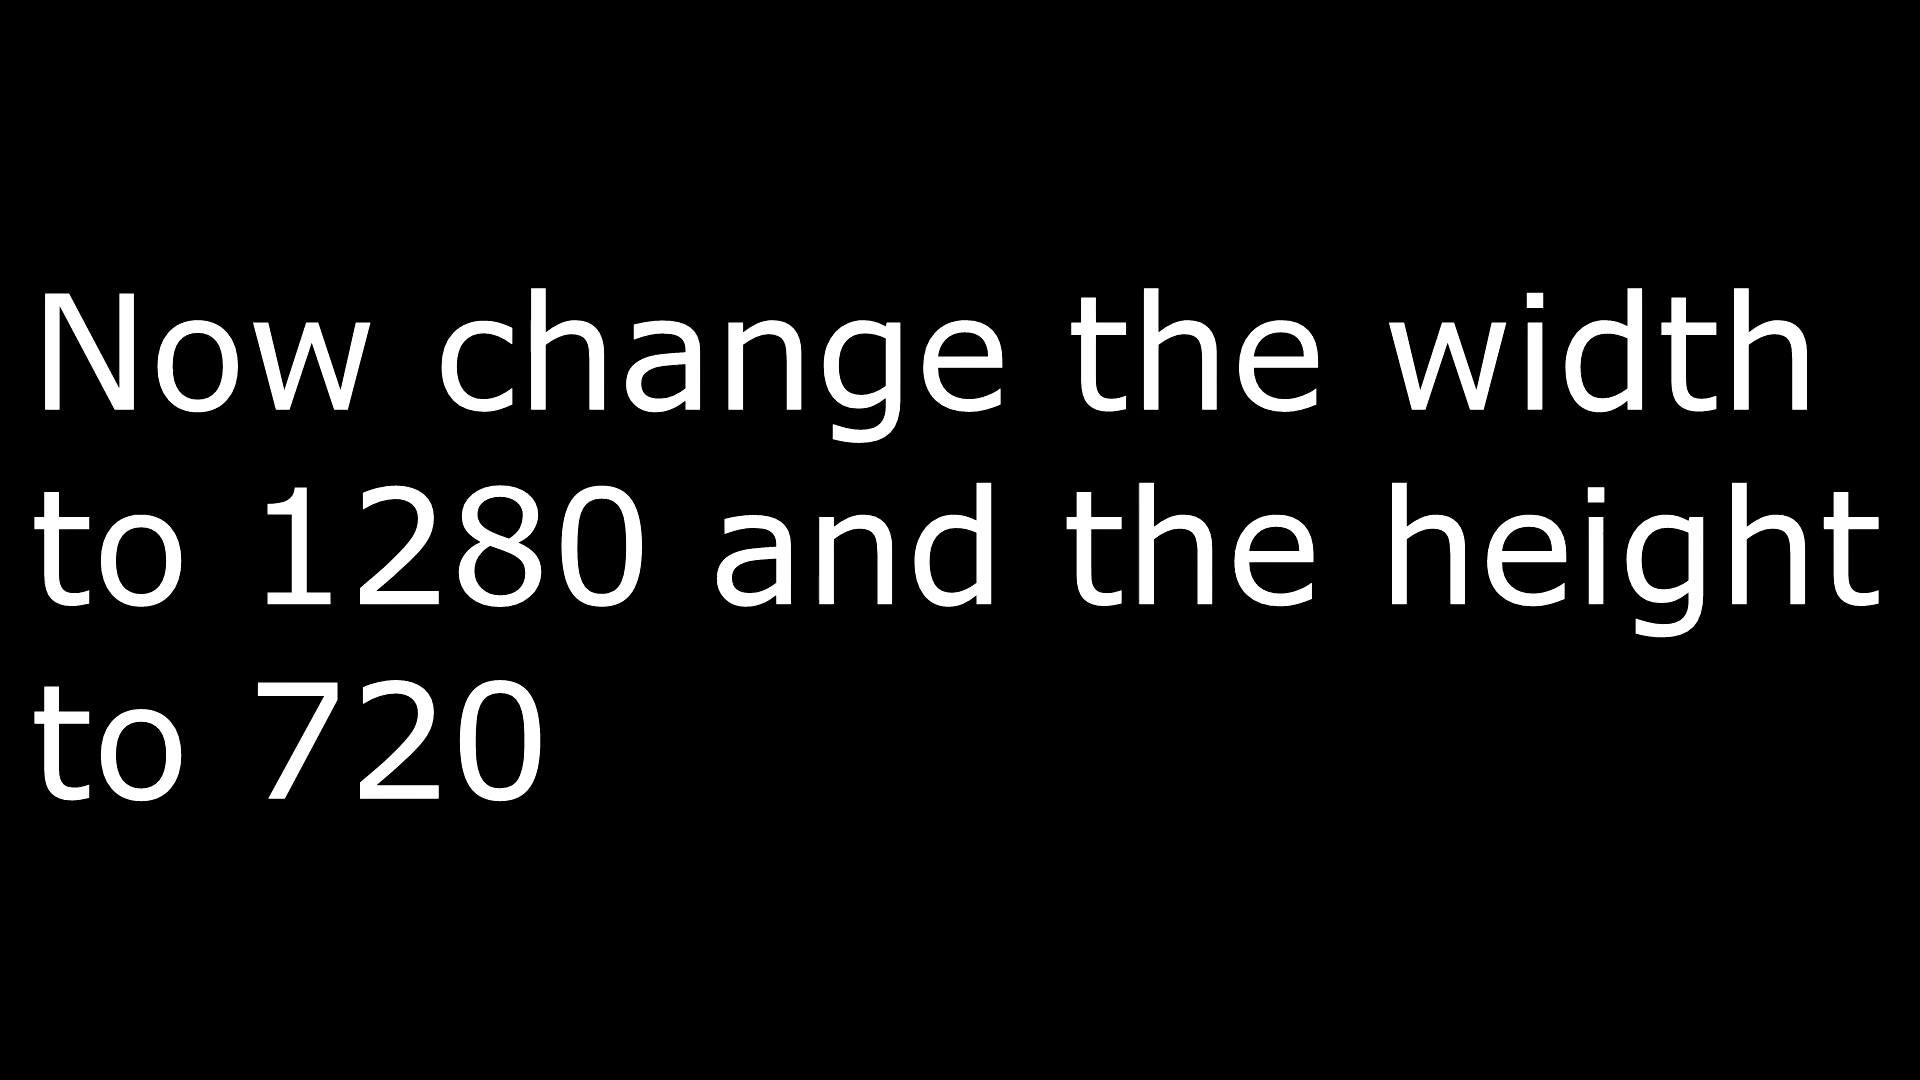 Now change the width
to 1280 and the height
to 720